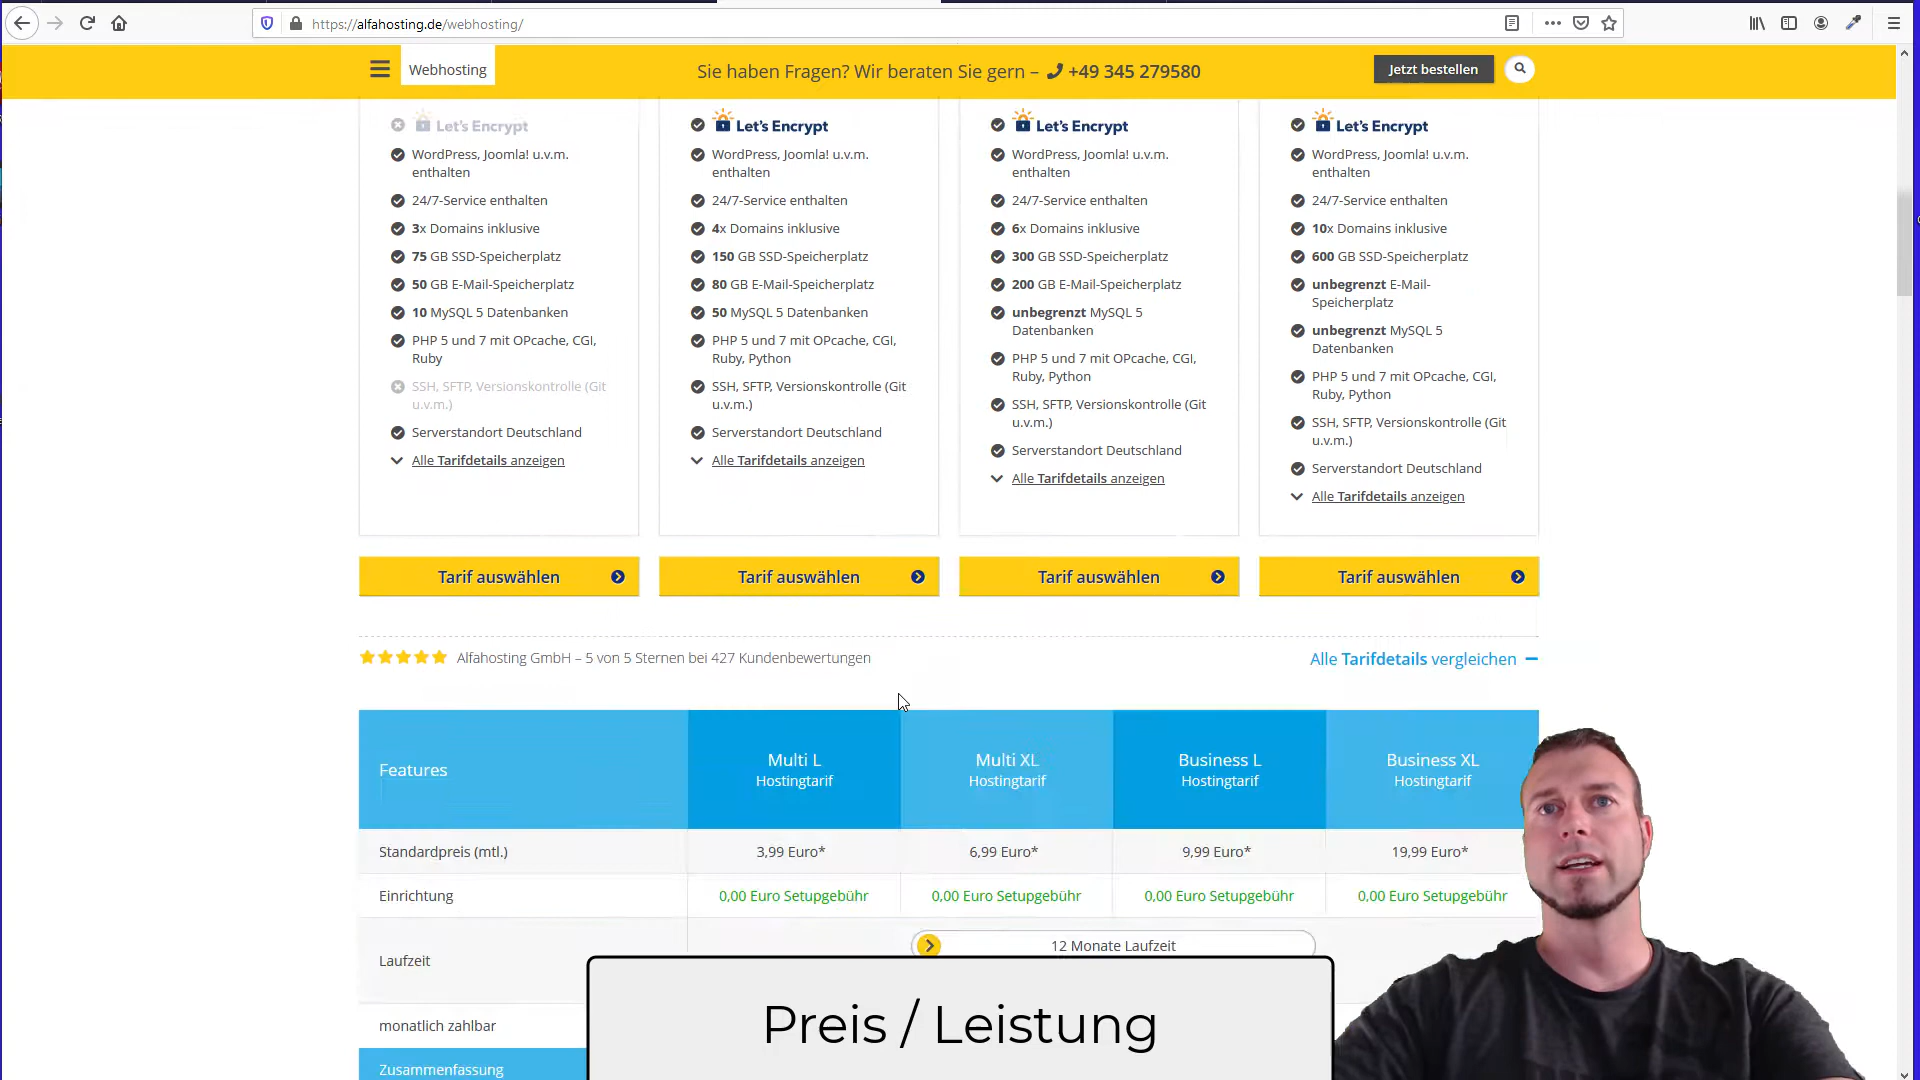 https://alfahosting.de/webhosting/
Webhosting
Sie haben Fragen? Wir beraten Sie gern – +49 345 279580
Jetzt bestellen
Let's Encrypt
WordPress, Joomla! u.v.m.
enthalten
24/7-Service enthalten
3x Domains inklusive
75 GB SSD-Speicherplatz
50 GB E-Mail-Speicherplatz
10 MySQL 5 Datenbanken
PHP 5 und 7 mit OPcache, CGI,
Ruby
SSH, SFTP, Versionskontrolle (Git
u.v.m.)
Serverstandort Deutschland
Alle Tarifdetails anzeigen
Tarif auswählen
Let's Encrypt
WordPress, Joomla! u.v.m.
enthalten
24/7-Service enthalten
4x Domains inklusive
150 GB SSD-Speicherplatz
80 GB E-Mail-Speicherplatz
50 MySQL 5 Datenbanken
PHP 5 und 7 mit OPcache, CGI,
Ruby, Python
SSH, SFTP, Versionskontrolle (Git
u.v.m.)
Serverstandort Deutschland
Alle Tarifdetails anzeigen
Tarif auswählen
Let's Encrypt
WordPress, Joomla! u.v.m.
enthalten
24/7-Service enthalten
6x Domains inklusive
300 GB SSD-Speicherplatz
200 GB E-Mail-Speicherplatz
unbegrenzt MySQL 5
Datenbanken
PHP 5 und 7 mit OPcache, CGI,
Ruby, Python
SSH, SFTP, Versionskontrolle (Git
u.v.m.)
Serverstandort Deutschland
Alle Tarifdetails anzeigen
Tarif auswählen
Let's Encrypt
WordPress, Joomla! u.v.m.
enthalten
24/7-Service enthalten
10x Domains inklusive
600 GB SSD-Speicherplatz
unbegrenzt E-Mail-
Speicherplatz
unbegrenzt MySQL 5
Datenbanken
PHP 5 und 7 mit OPcache, CGI,
Ruby, Python
SSH, SFTP, Versionskontrolle (Git
u.v.m.)
Serverstandort Deutschland
Alle Tarifdetails anzeigen
Tarif auswählen
Alfahosting GmbH – 5 von 5 Sternen bei 427 Kundenbewertungen
Alle Tarifdetails vergleichen
Features
Multi L
Hostingtarif
Multi XL
Hostingtarif
Business L
Hostingtarif
Business XL
Hostingtarif
Standardpreis (mtl.) 3,99 Euro* 6,99 Euro* 9,99 Euro* 19,99 Euro*
Einrichtung 0,00 Euro Setupgebühr 0,00 Euro Setupgebühr 0,00 Euro Setupgebühr 0,00 Euro Setupgebühr
Laufzeit 12 Monate Laufzeit
monatlich zahlbar
Zusammenfassung
Preis / Leistung